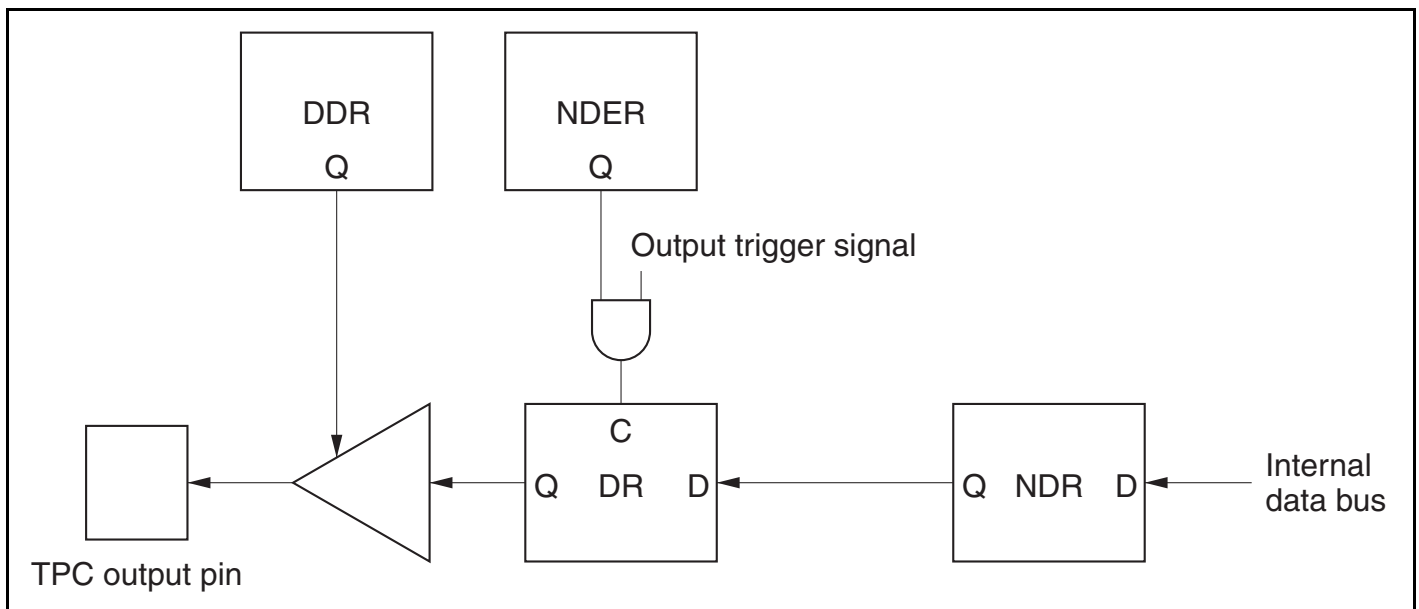 DDR
Q
NDER
Q
Output trigger signal
C
Q DR D
Q NDR D
Internal
data bus
TPC output pin